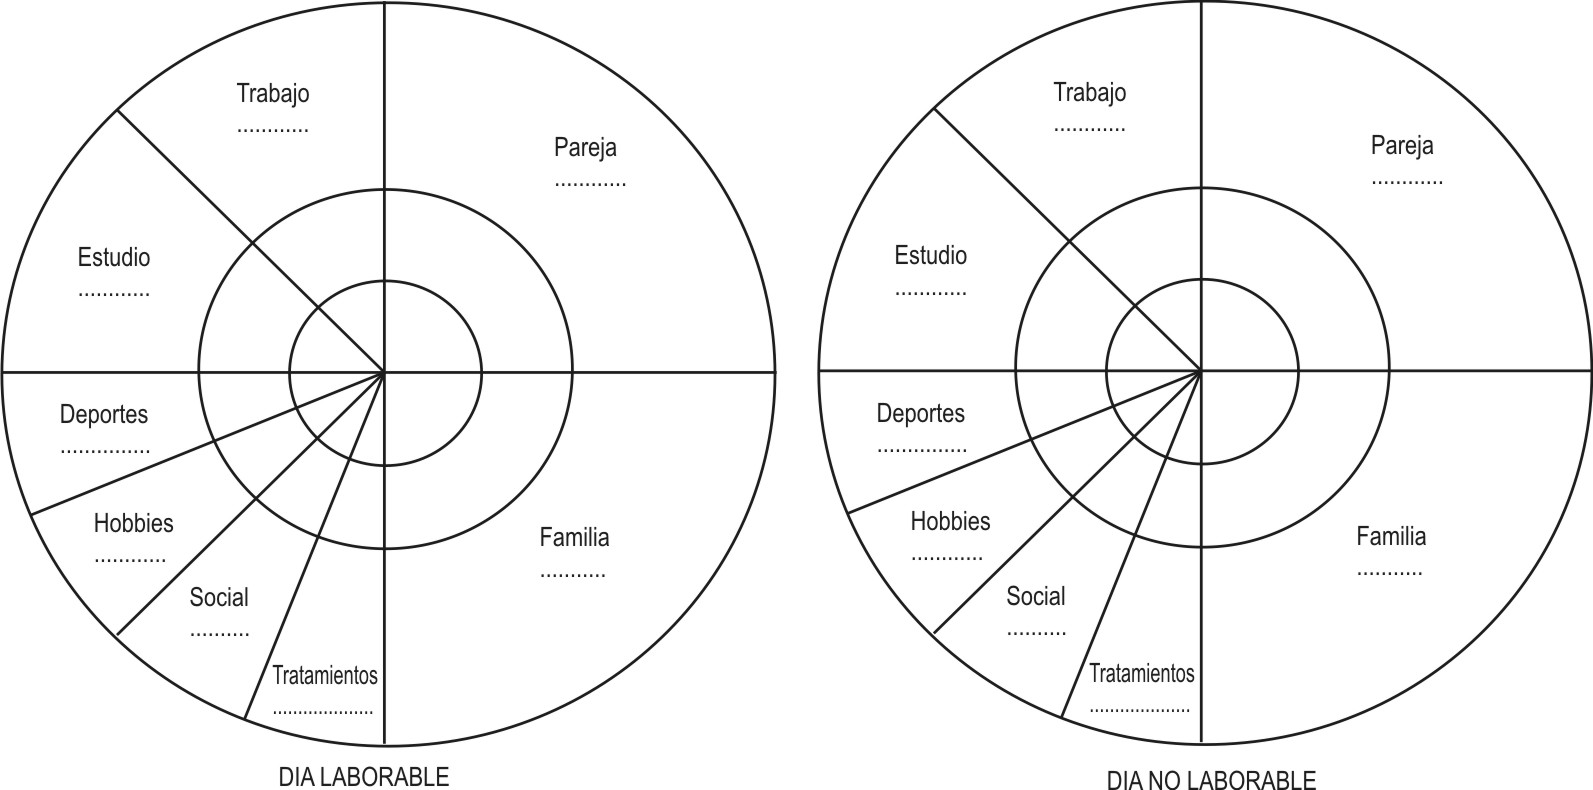 Trabajo
............
Pareja
............
Estudio
............
Deportes
...............
Hobbies
............
Social
..........
Tratamientos
....................
Familia
...........
DIA LABORABLE
Trabajo
............
Pareja
............
Estudio
............
Deportes
...............
Hobbies
............
Social
..........
Tratamientos
....................
Familia
...........
DIA NO LABORABLE